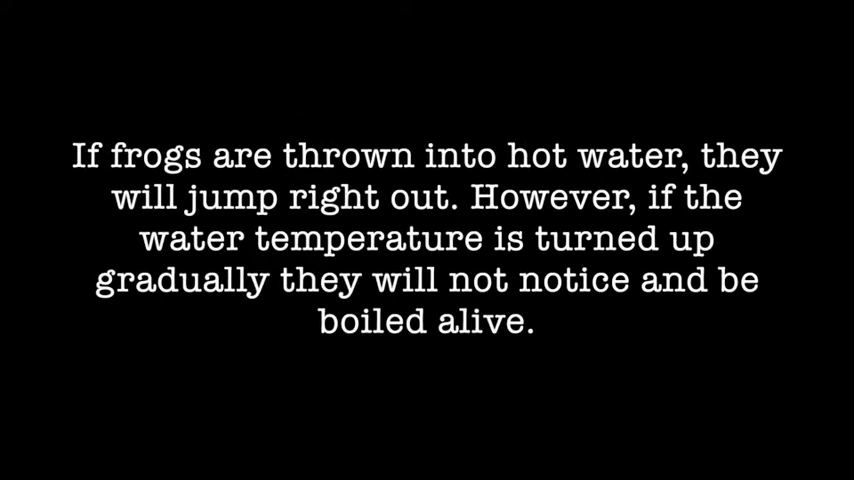 If frogs are thrown into hot water, they
will jump right out. However, if the
water temperature is turned up
gradually they will not notice and be
boiled alive.